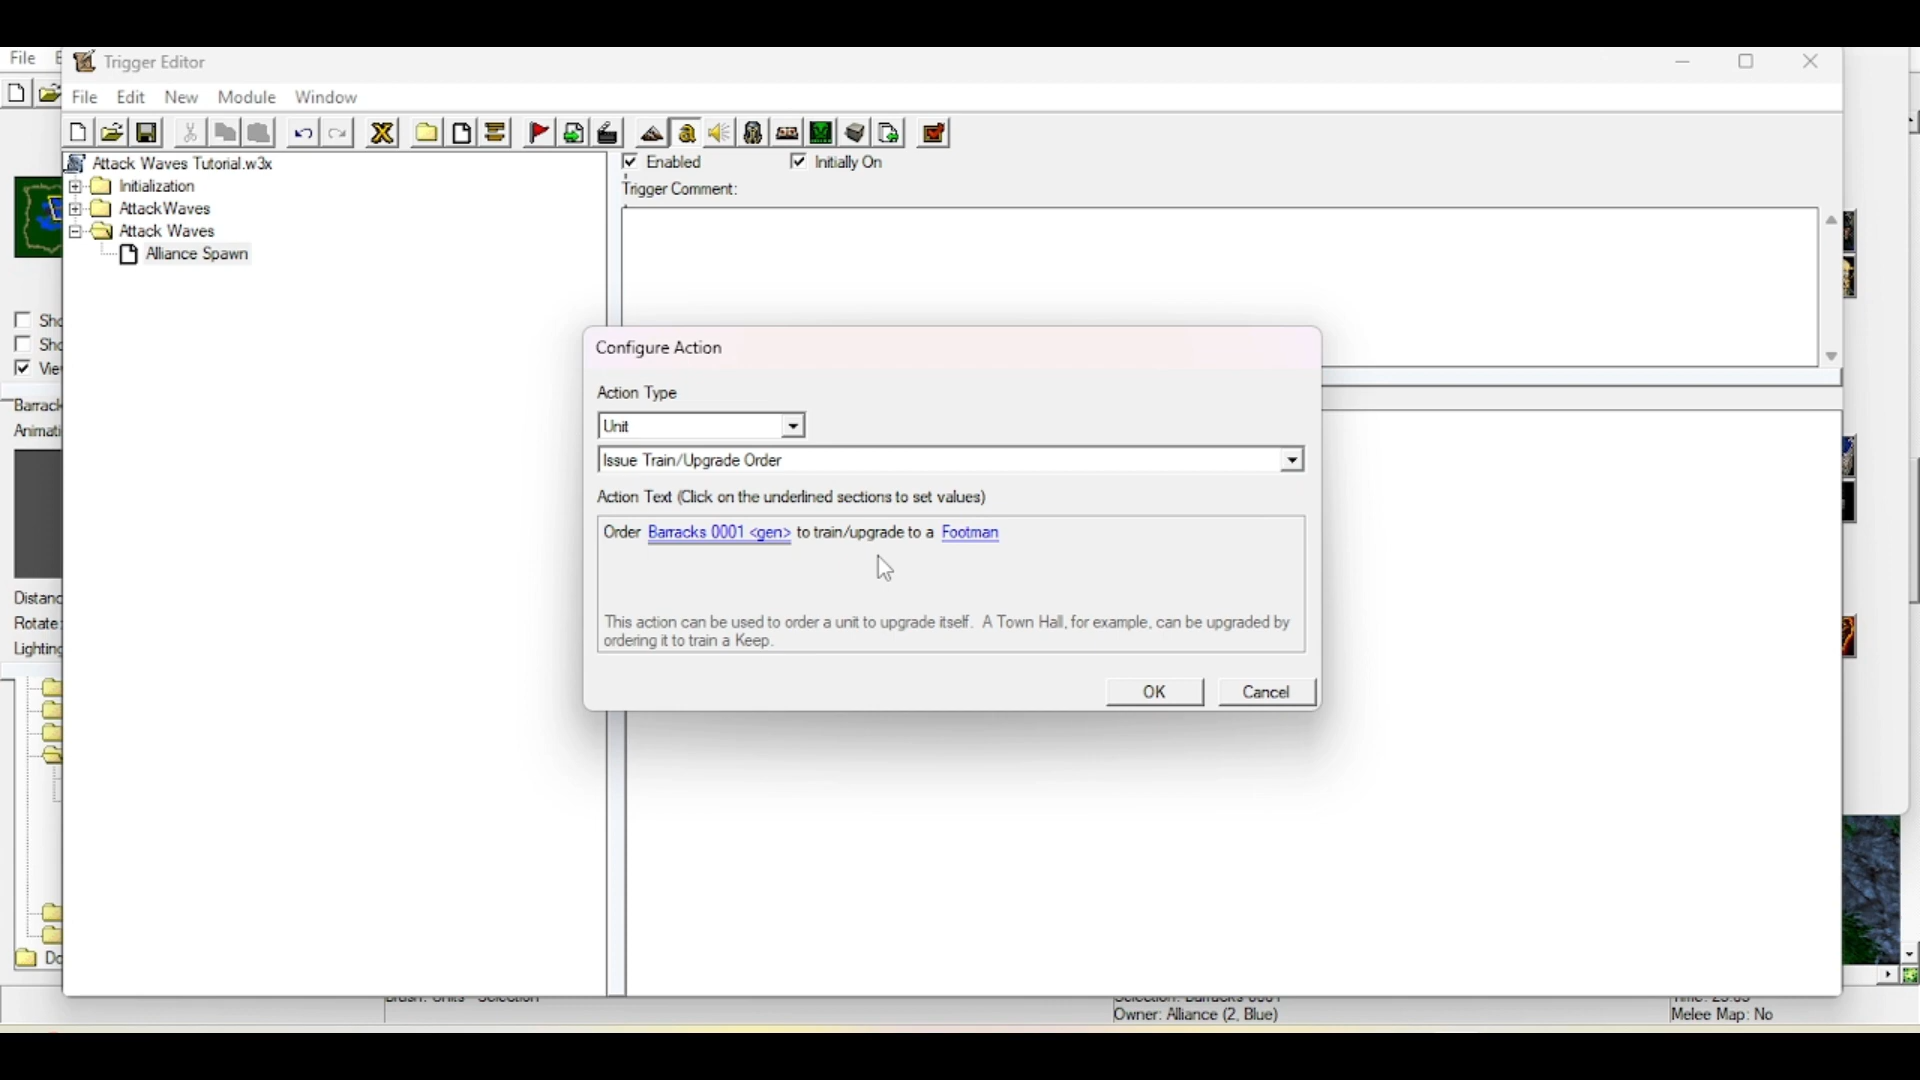 File
Trigger Editor
File Edit New Module Window
Attack Waves Tutorial.w3x
Initialization
AttackWaves
Attack Waves
Alliance Spawn
Enabled
Initially On
Trigger Comment:
Configure Action
Action Type
Unit
Issue Train/Upgrade Order
Action Text (Click on the underlined sections to set values)
Order Barracks 0001 <gen> to train/upgrade to a Footman
This action can be used to order a unit to upgrade itself. A Town Hall, for example, can be upgraded by
ordering it to train a Keep.
OK
Cancel
Owner: Alliance (2, Blue)
Melee Map: No
Rotate: